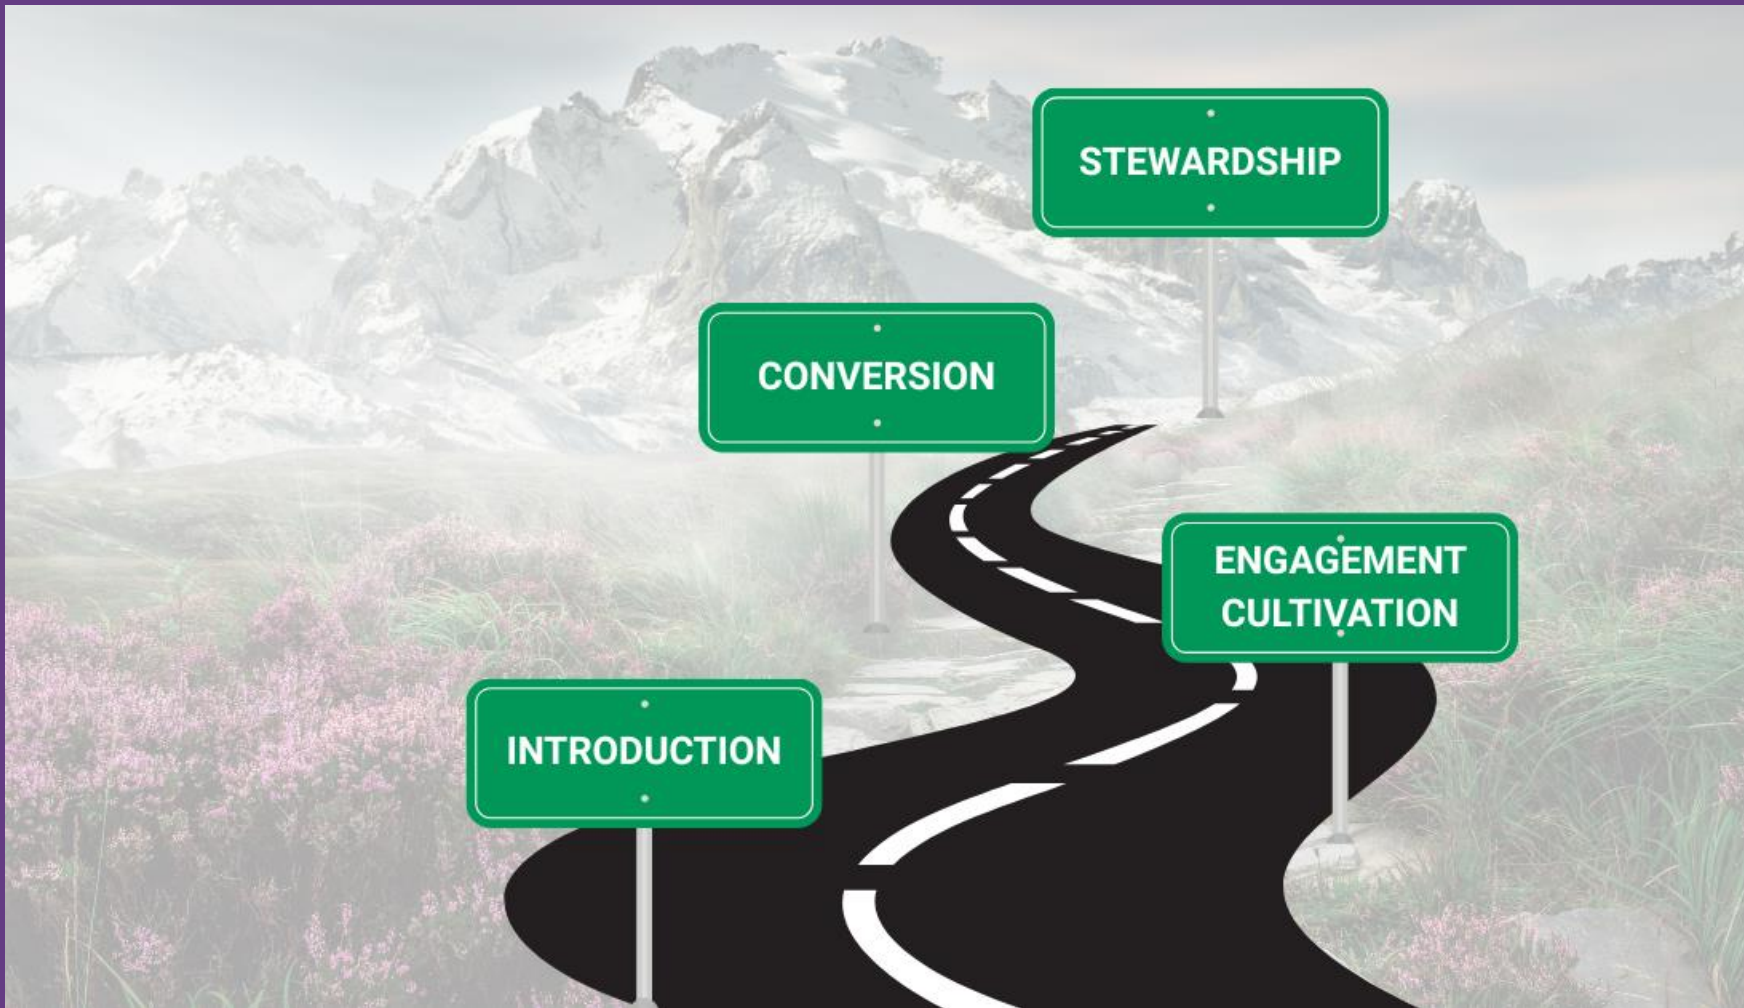 STEWARDSHIP
CONVERSION
ENGAGEMENT
CULTIVATION
INTRODUCTION